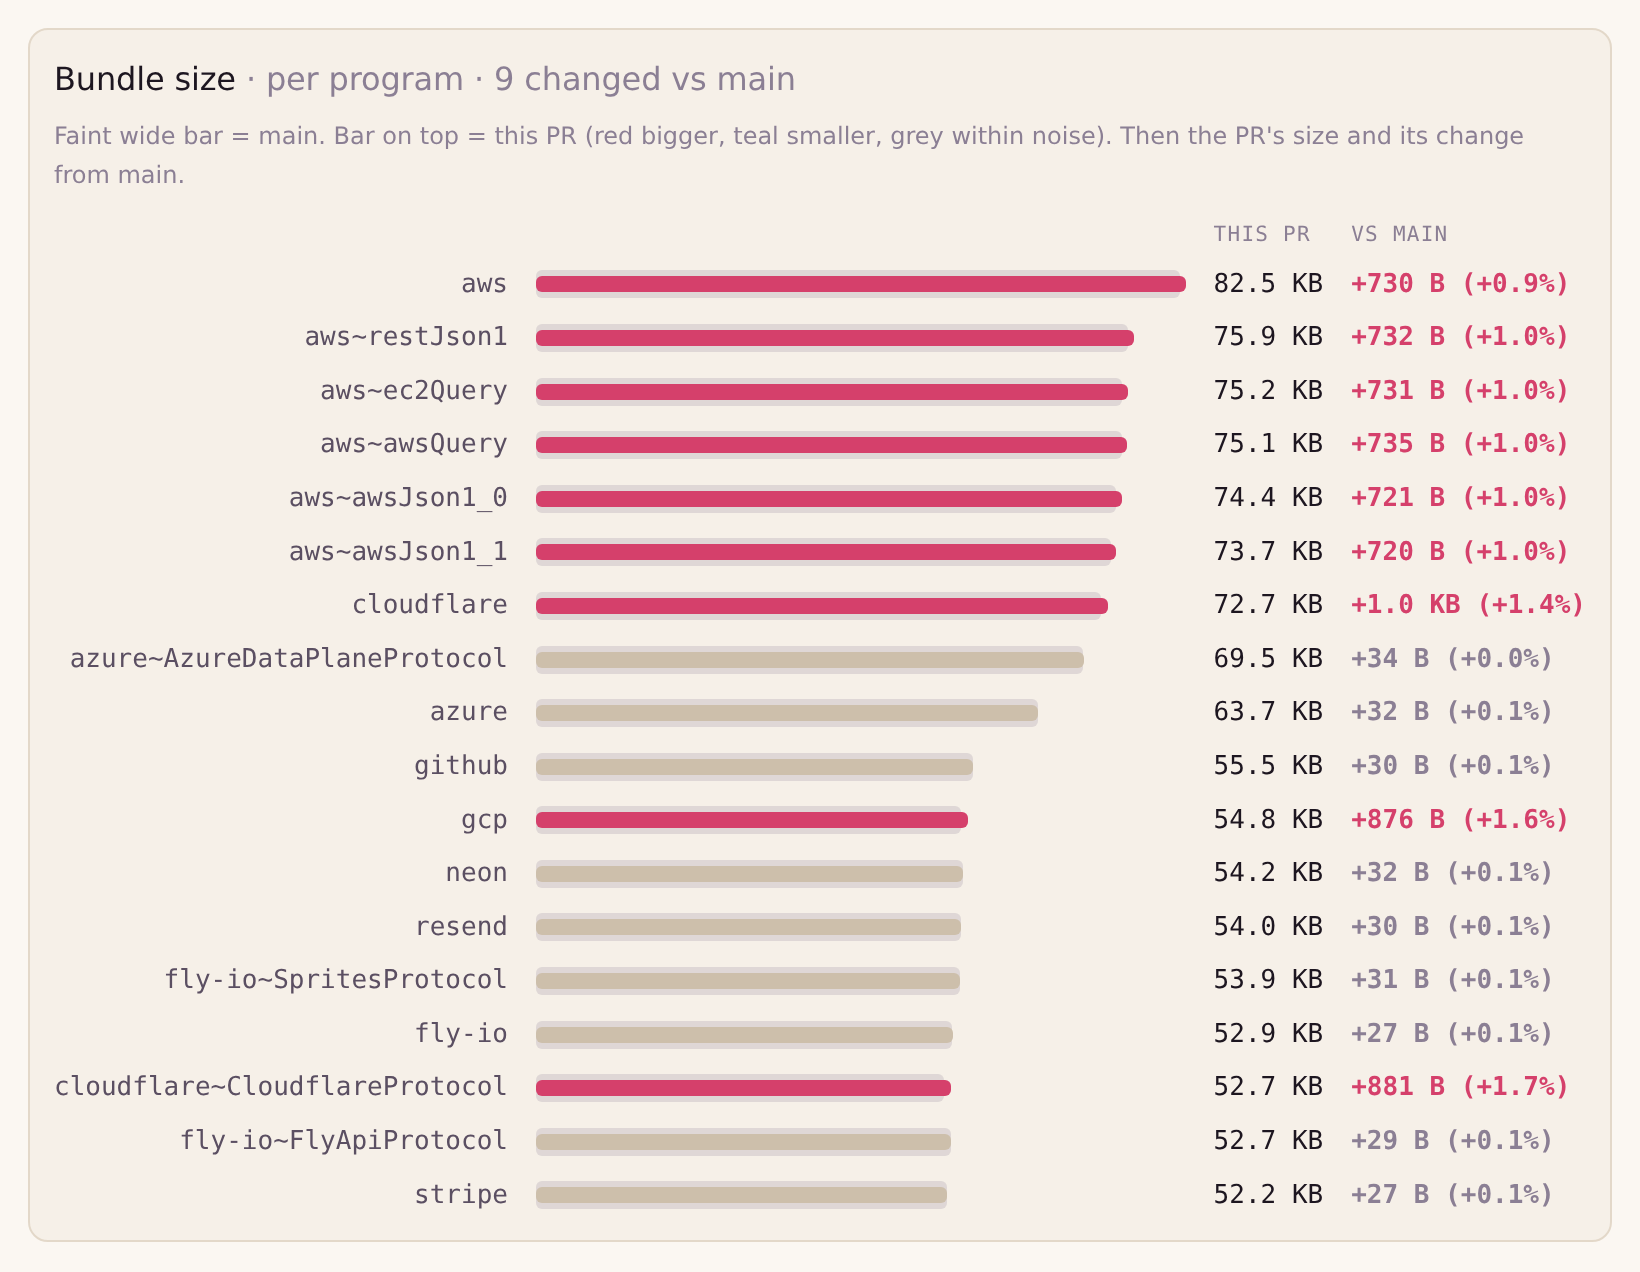 Bundle size · per program · 9 changed vs main
Faint wide bar = main. Bar on top = this PR (red bigger, teal smaller, grey within noise). Then the PR's size and its change
from main.
THIS PR VS MAIN
aws 82.5 KB +730 B (+0.9%)
aws~restJson1 75.9 KB +732 B (+1.0%)
aws~ec2Query 75.2 KB +731 B (+1.0%)
aws~awsQuery 75.1 KB +735 B (+1.0%)
aws~awsJson1_0 74.4 KB +721 B (+1.0%)
aws~awsJson1_1 73.7 KB +720 B (+1.0%)
cloudflare 72.7 KB +1.0 KB (+1.4%)
azure~AzureDataPlaneProtocol 69.5 KB +34 B (+0.0%)
azure 63.7 KB +32 B (+0.1%)
github 55.5 KB +30 B (+0.1%)
gcp 54.8 KB +876 B (+1.6%)
neon 54.2 KB +32 B (+0.1%)
resend 54.0 KB +30 B (+0.1%)
fly-io~SpritesProtocol 53.9 KB +31 B (+0.1%)
fly-io 52.9 KB +27 B (+0.1%)
cloudflare~CloudflareProtocol 52.7 KB +881 B (+1.7%)
fly-io~FlyApiProtocol 52.7 KB +29 B (+0.1%)
stripe 52.2 KB +27 B (+0.1%)